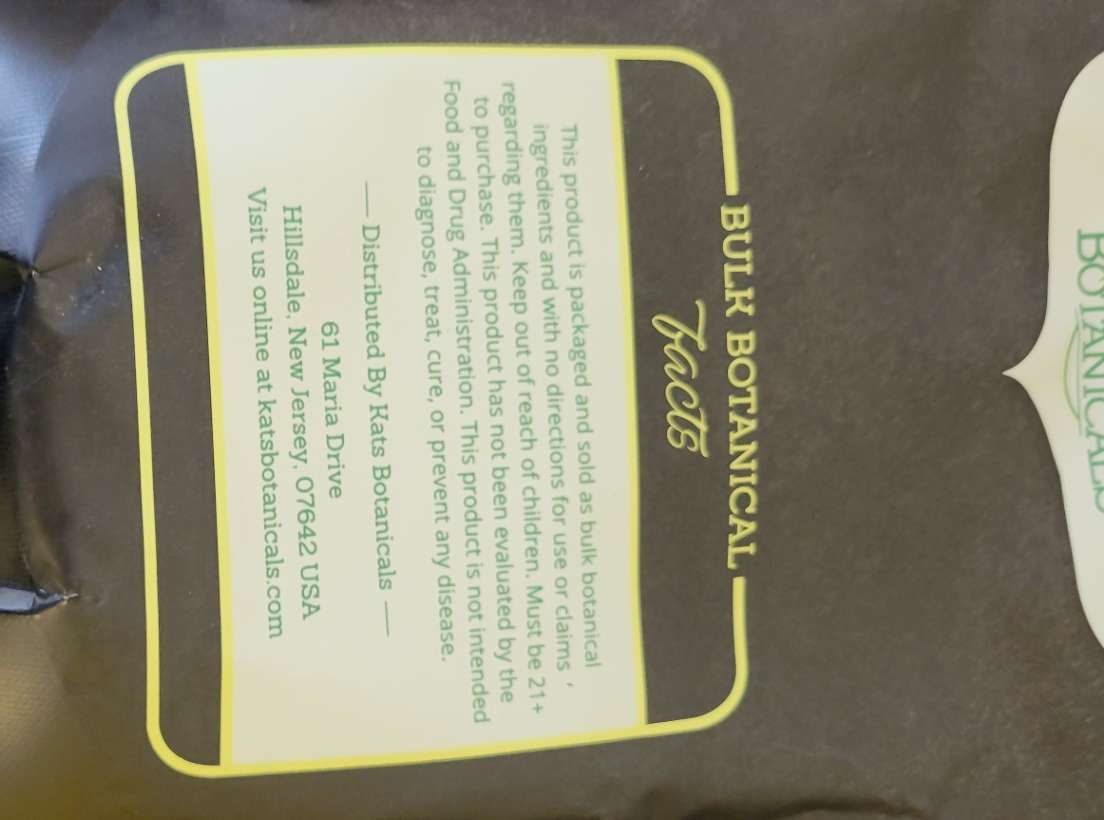 BOTANICALS
BULK BOTANICAL
facts
This product is packaged and sold as bulk botanical
ingredients and with no directions for use or claims
regarding them. Keep out of reach of children. Must be 21+
to purchase. This product has not been evaluated by the
Food and Drug Administration. This product is not intended
to diagnose, treat, cure, or prevent any disease.
— Distributed By Kats Botanicals —
61 Maria Drive
Hillsdale, New Jersey, 07642 USA
Visit us online at katsbotanicals.com